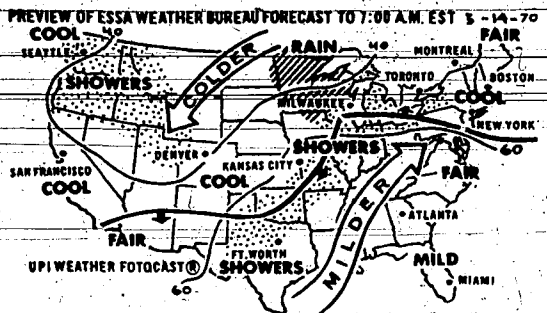 PREVIEW OF ESSA WEATHER BUREAU FORECAST TO 7:00 A.M. EST 3-14-70
COOL 40
SEATTLE
SHOWERS
COLDER
RAIN
40
MONTREAL
FAIR
TORONTO
BOSTON
MILWAUKEE
COOL
NEW YORK
60
DENVER
KANSAS CITY
SHOWERS
SAN FRANCISCO
COOL
COOL
MILDER
FAIR
ATLANTA
FAIR
FT. WORTH
SHOWERS
MILD
MIAMI
UPI WEATHER FOTOCAST®
60